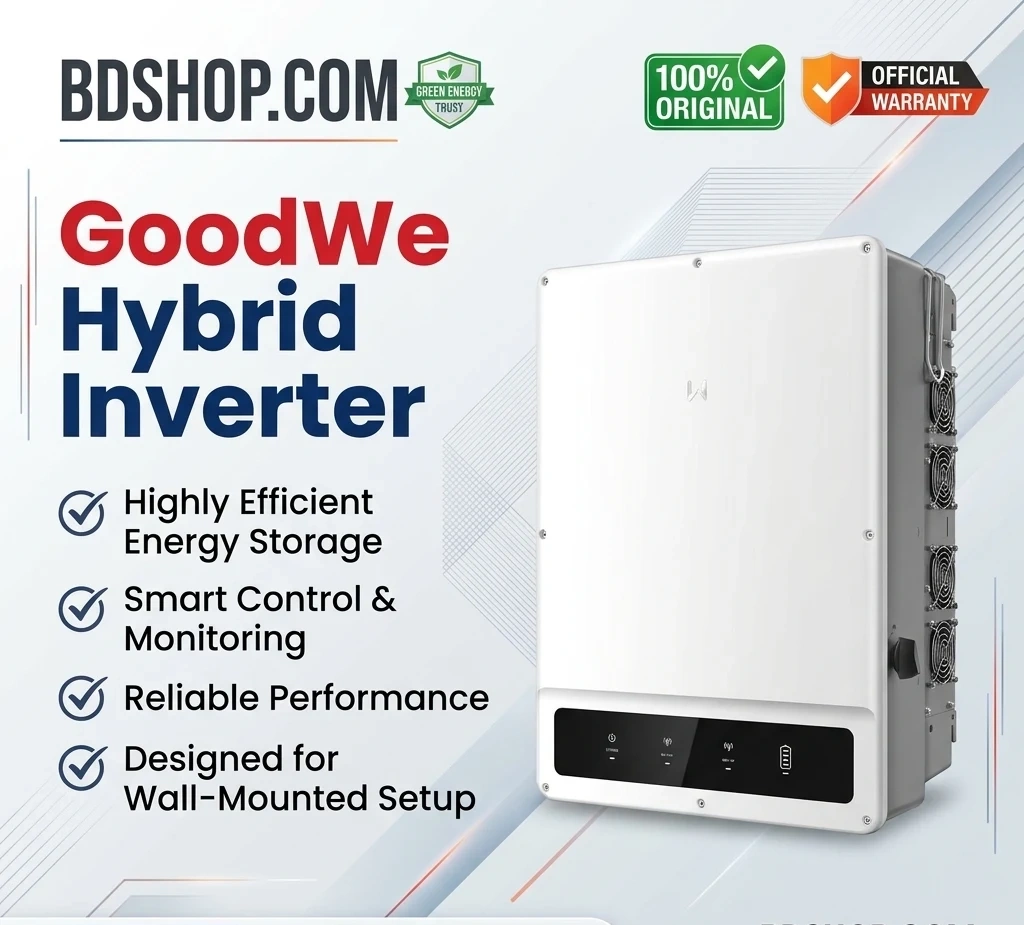 BDSHOP.COM
GREEN ENERGY
TRUSY
100%
ORIGINAL
OFFICIAL
WARRANTY
GoodWe
Hybrid
Inverter
Highly Efficient
Energy Storage
Smart Control &
Monitoring
Reliable Performance
Designed for
Wall-Mounted Setup